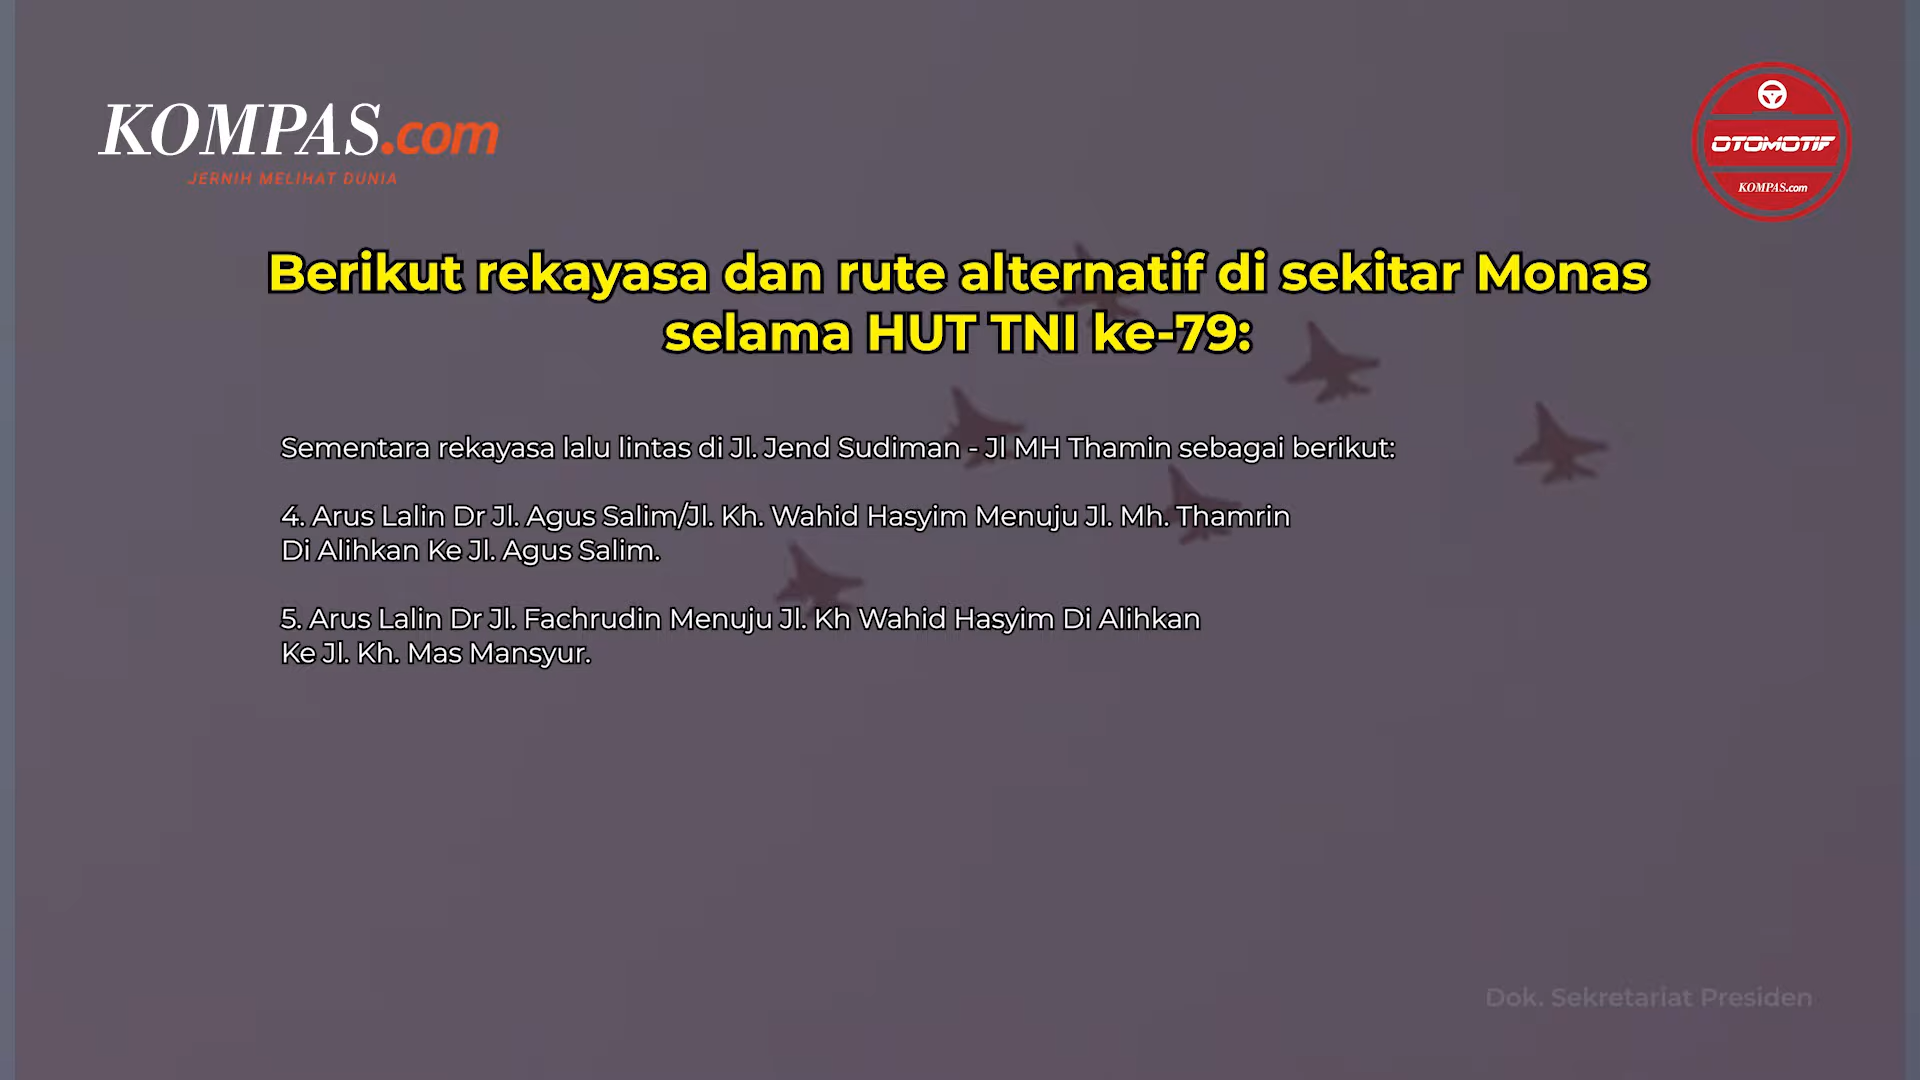 KOMPAS.com
JERNIH MELIHAT DUNIA
OTOMOTIF
KOMPAS.com
Berikut rekayasa dan rute alternatif di sekitar Monas
selama HUT TNI ke-79:
Sementara rekayasa lalu lintas di Jl. Jend Sudiman - Jl MH Thamin sebagai berikut:
4. Arus Lalin Dr Jl. Agus Salim/Jl. Kh. Wahid Hasyim Menuju Jl. Mh. Thamrin
Di Alihkan Ke Jl. Agus Salim.
5. Arus Lalin Dr Jl. Fachrudin Menuju Jl. Kh Wahid Hasyim Di Alihkan
Ke Jl. Kh. Mas Mansyur.
Dok. Sekretariat Presiden